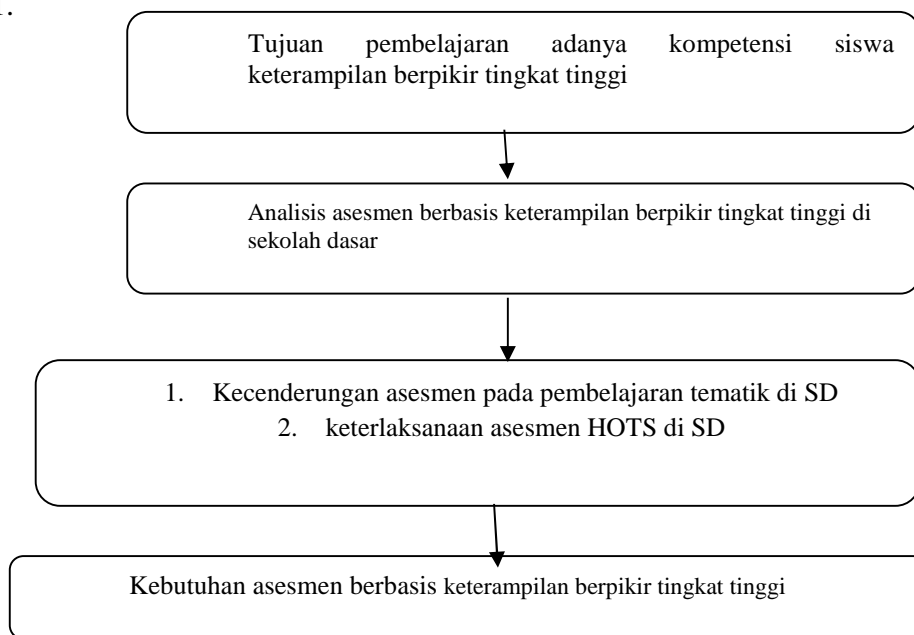 Tujuan pembelajaran adanya kompetensi siswa
keterampilan berpikir tingkat tinggi
Analisis asesmen berbasis keterampilan berpikir tingkat tinggi di
sekolah dasar
1. Kecenderungan asesmen pada pembelajaran tematik di SD
2. keterlaksanaan asesmen HOTS di SD
Kebutuhan asesmen berbasis keterampilan berpikir tingkat tinggi